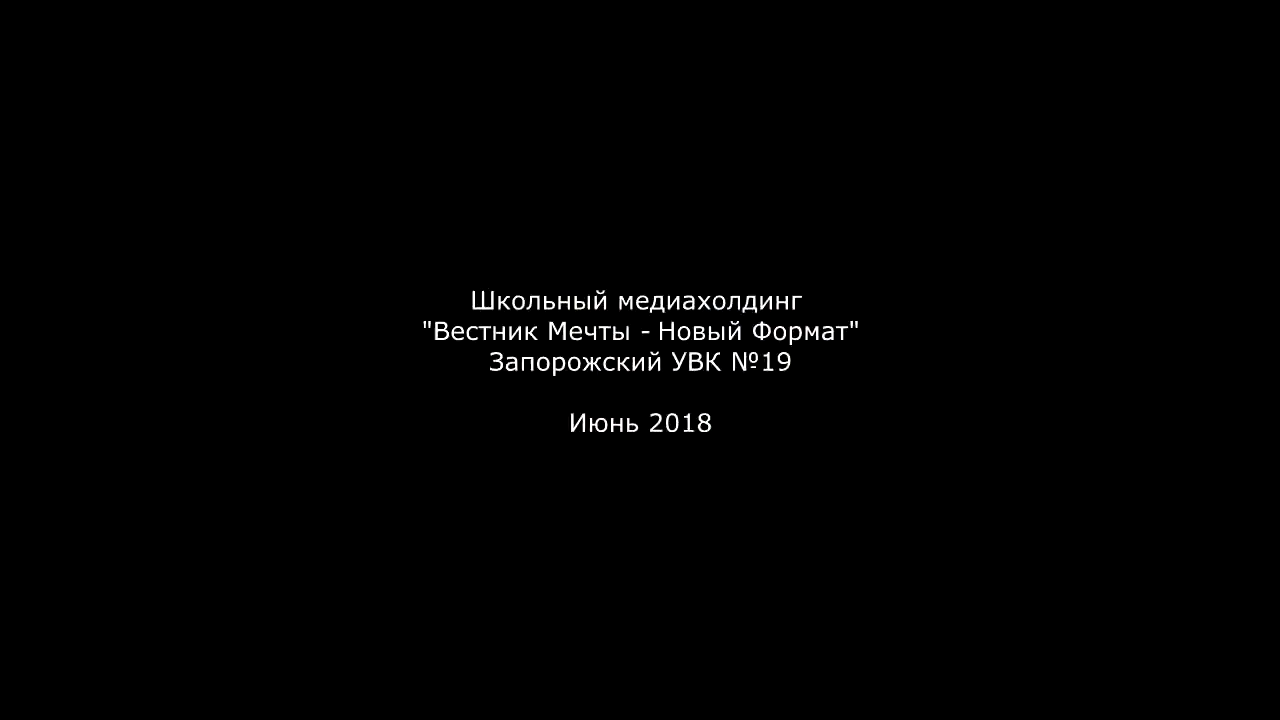 Школьный медиахолдинг
"Вестник Мечты - Новый Формат"
Запорожский УВК №19
Июнь 2018